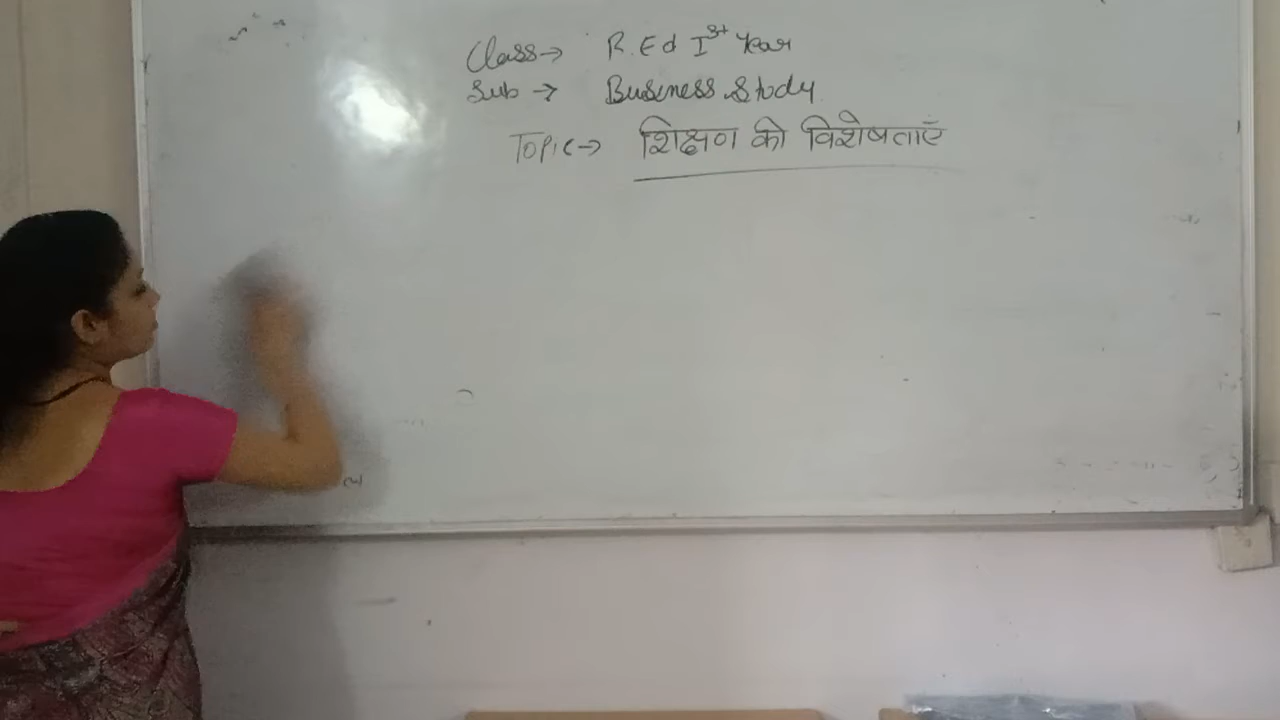 Class→ B.Ed Ist Year
Sub → Business Study
Topic→ शिक्षण की विशेषताएँ